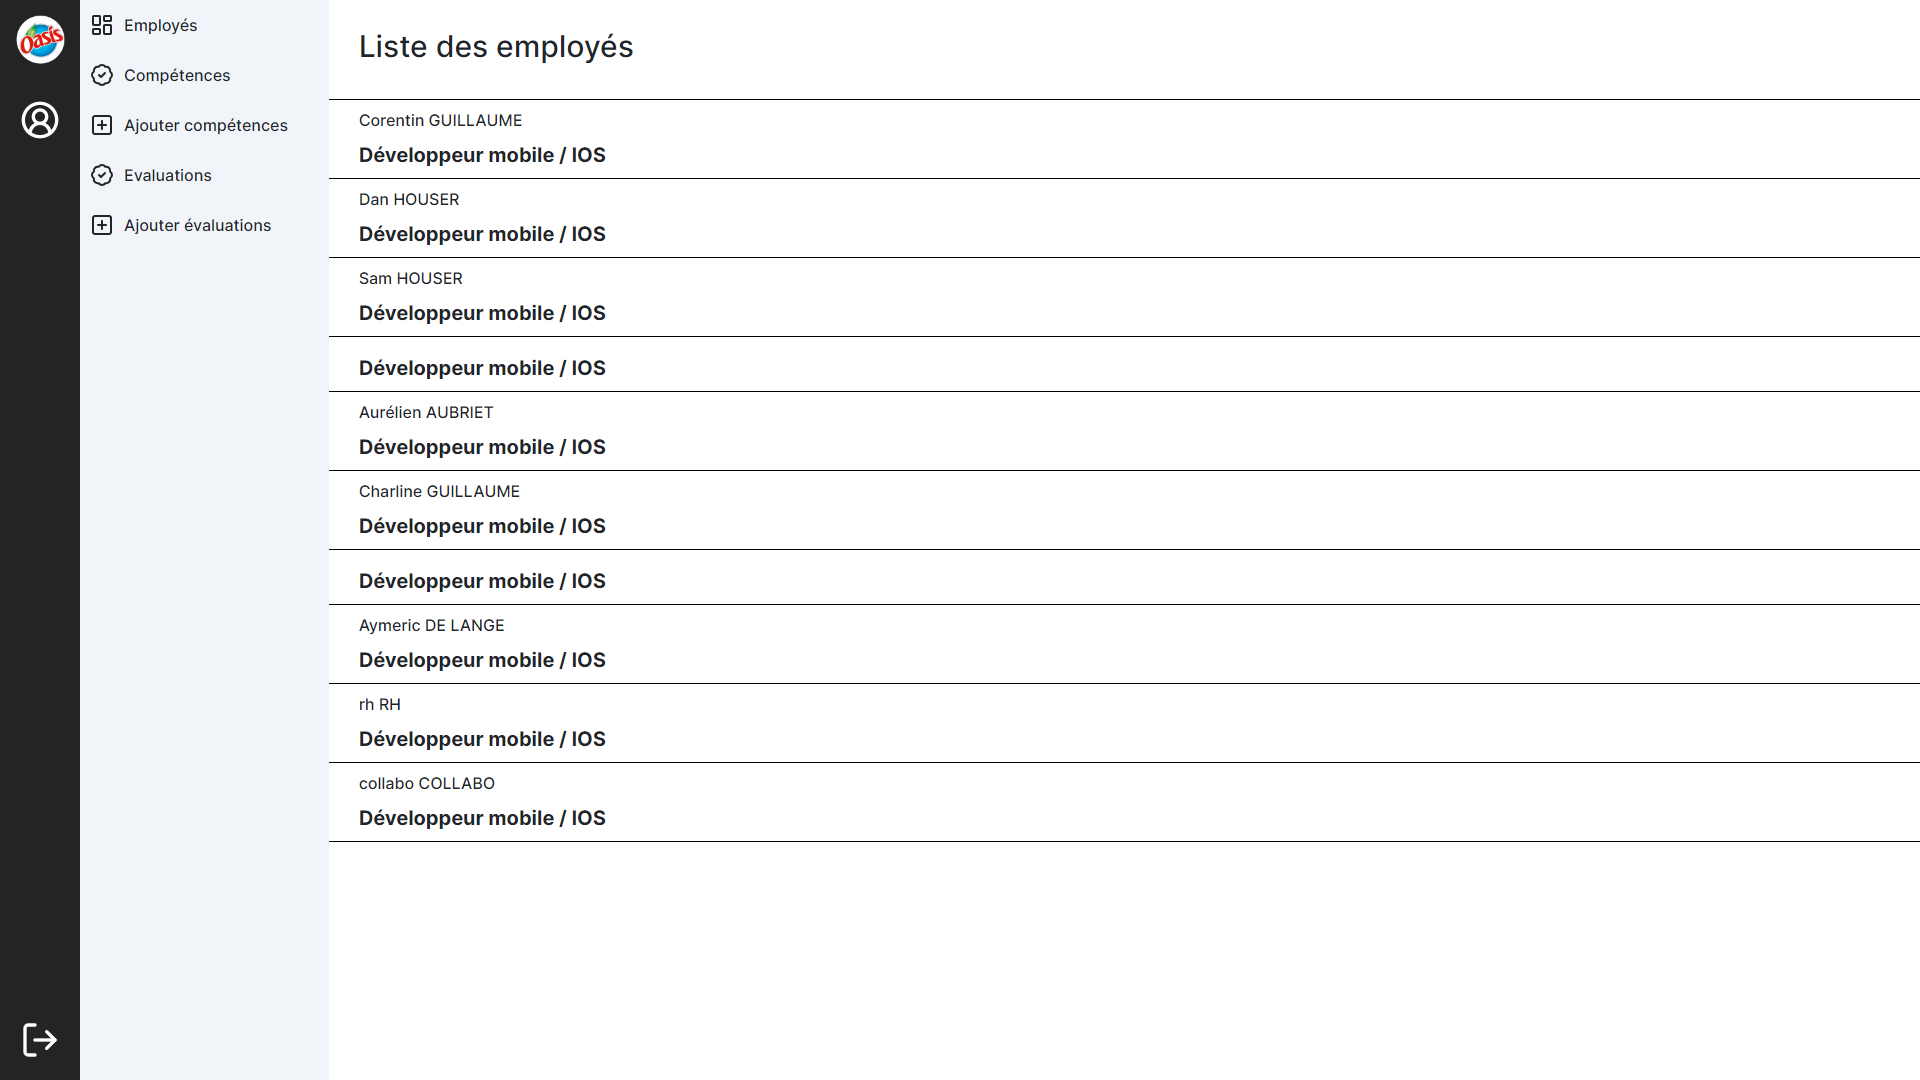 Oasis
Employés
Compétences
Ajouter compétences
Evaluations
Ajouter évaluations
Liste des employés
Corentin GUILLAUME
Développeur mobile / IOS
Dan HOUSER
Développeur mobile / IOS
Sam HOUSER
Développeur mobile / IOS
Développeur mobile / IOS
Aurélien AUBRIET
Développeur mobile / IOS
Charline GUILLAUME
Développeur mobile / IOS
Développeur mobile / IOS
Aymeric DE LANGE
Développeur mobile / IOS
rh RH
Développeur mobile / IOS
collabo COLLABO
Développeur mobile / IOS